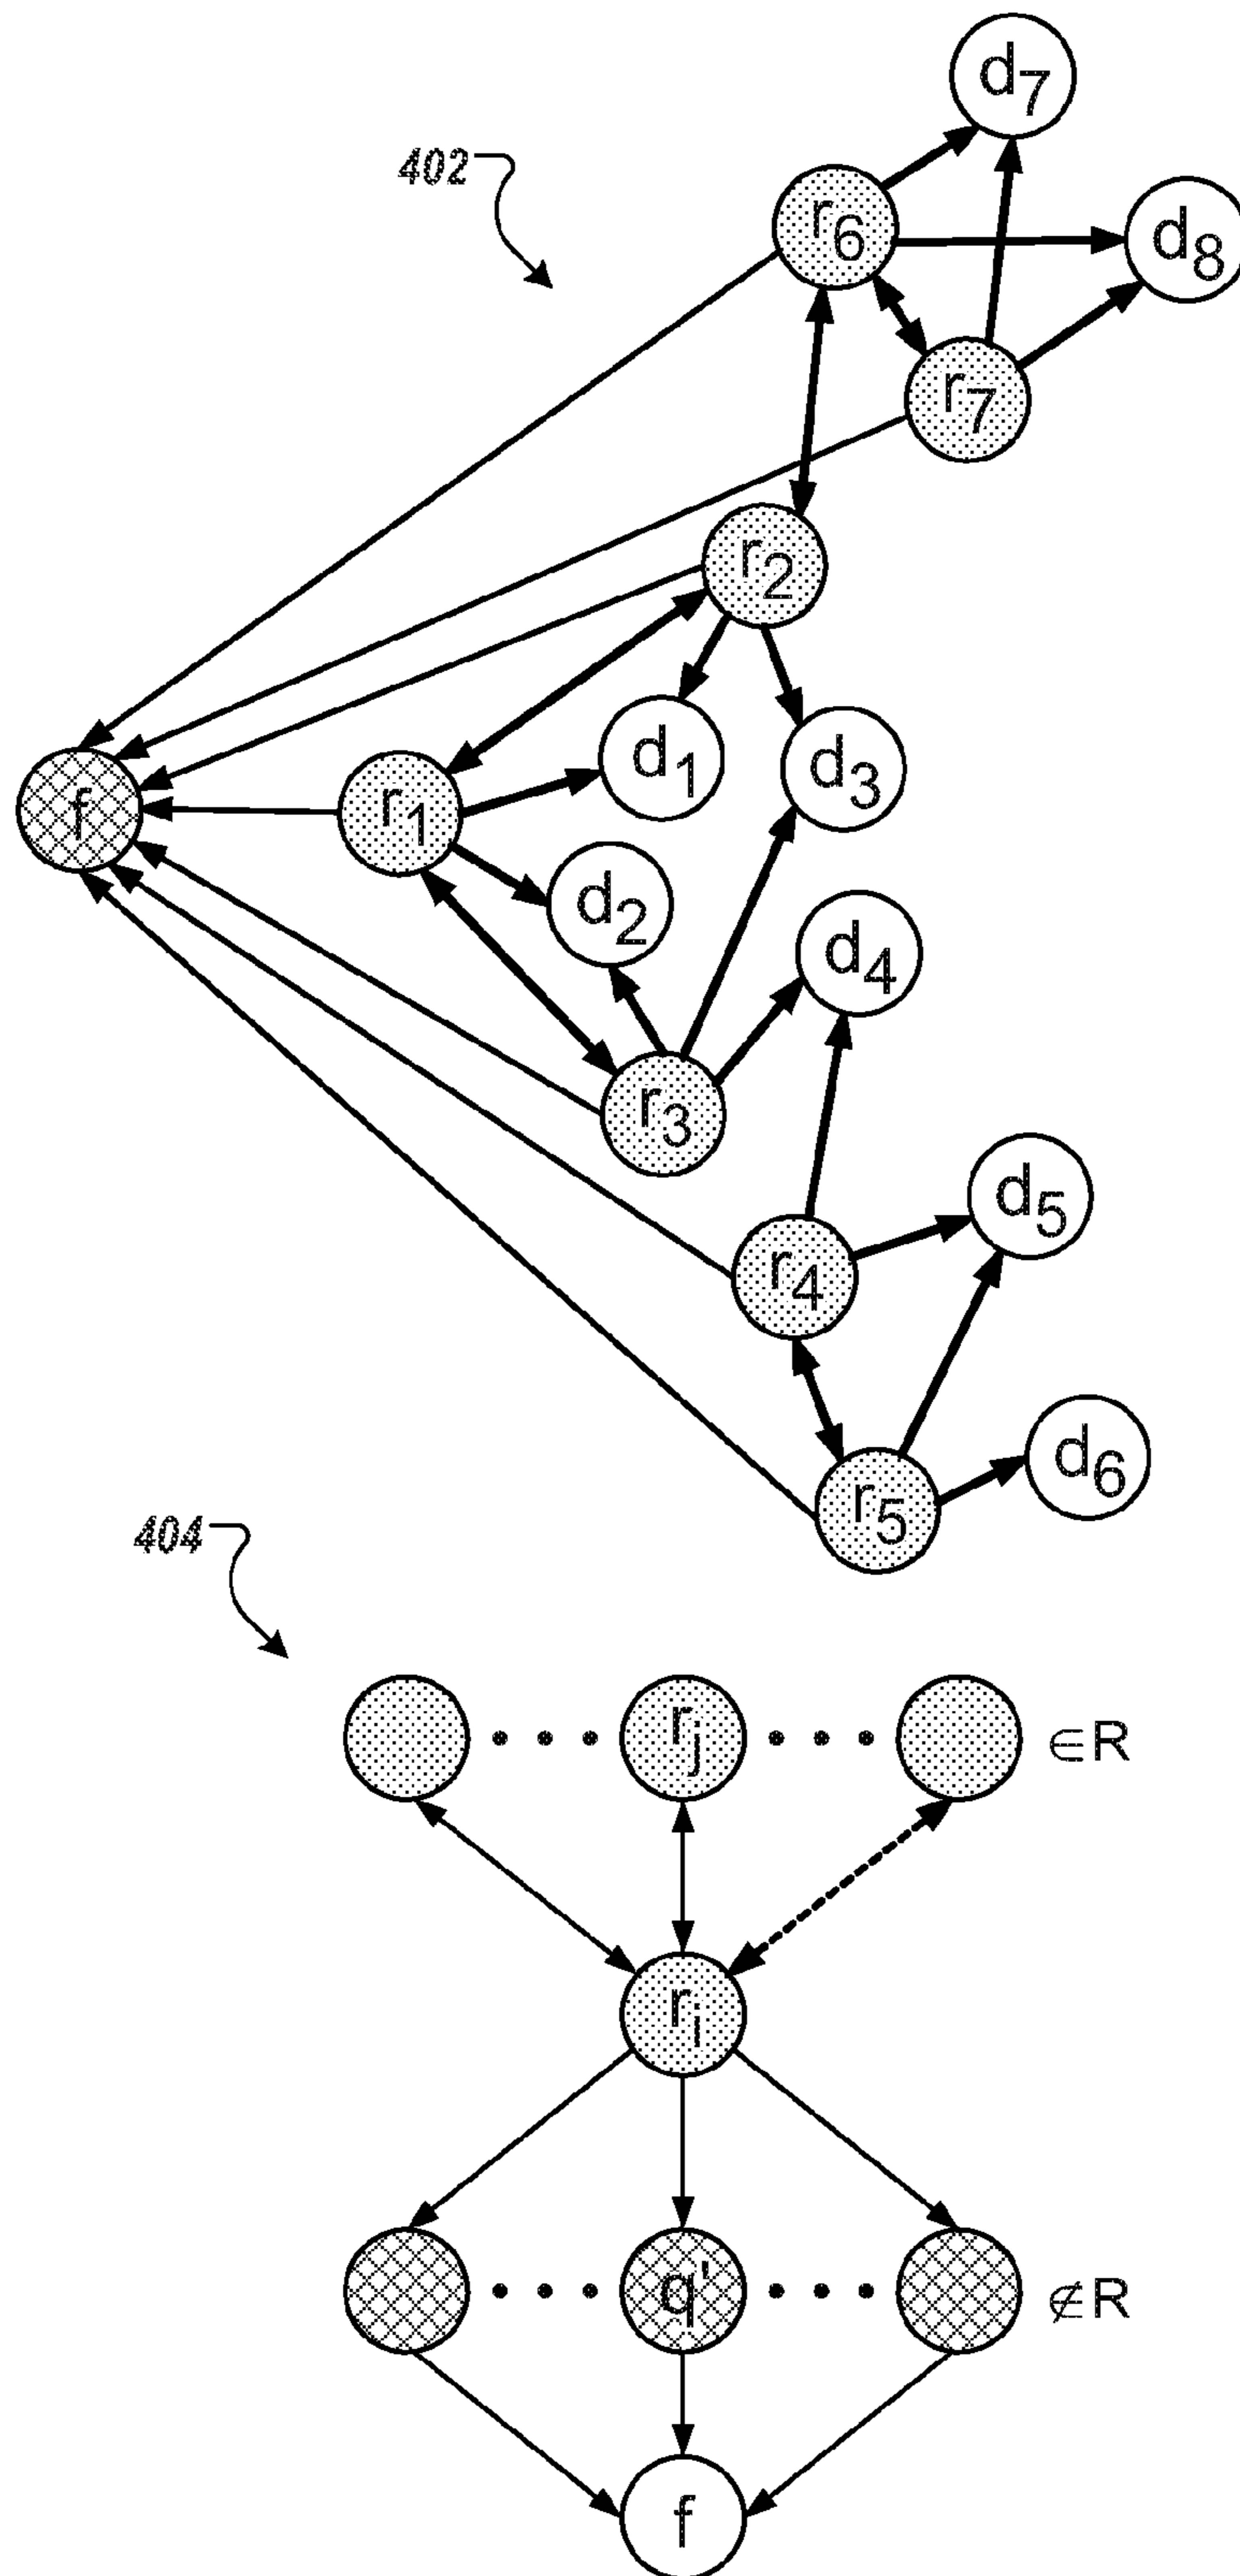 402
d7
r6
d8
r7
r2
d1
d3
f
r1
d2
d4
r3
d5
r4
d6
r5
404
rj
∈R
ri
q'
∉R
f